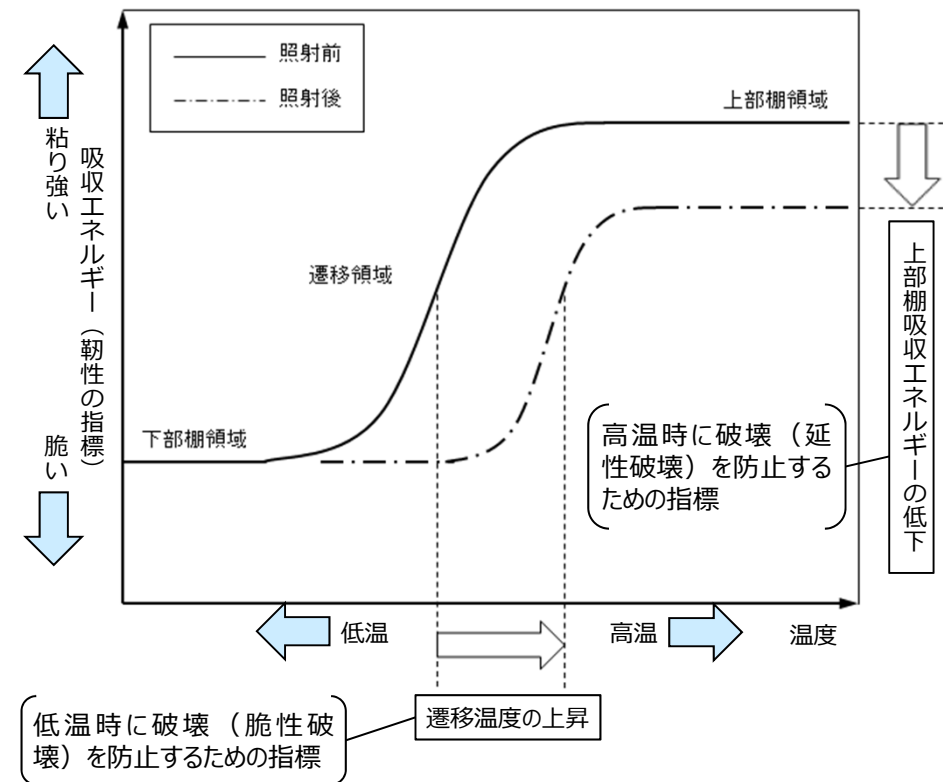 照射前
照射後
上部棚領域
遷移領域
下部棚領域
粘り強い
吸収エネルギー（靭性の指標）
脆い
上部棚吸収エネルギーの低下
高温時に破壊（延
性破壊）を防止する
ための指標
低温
高温
温度
遷移温度の上昇
低温時に破壊（脆性破
壊）を防止するための指標